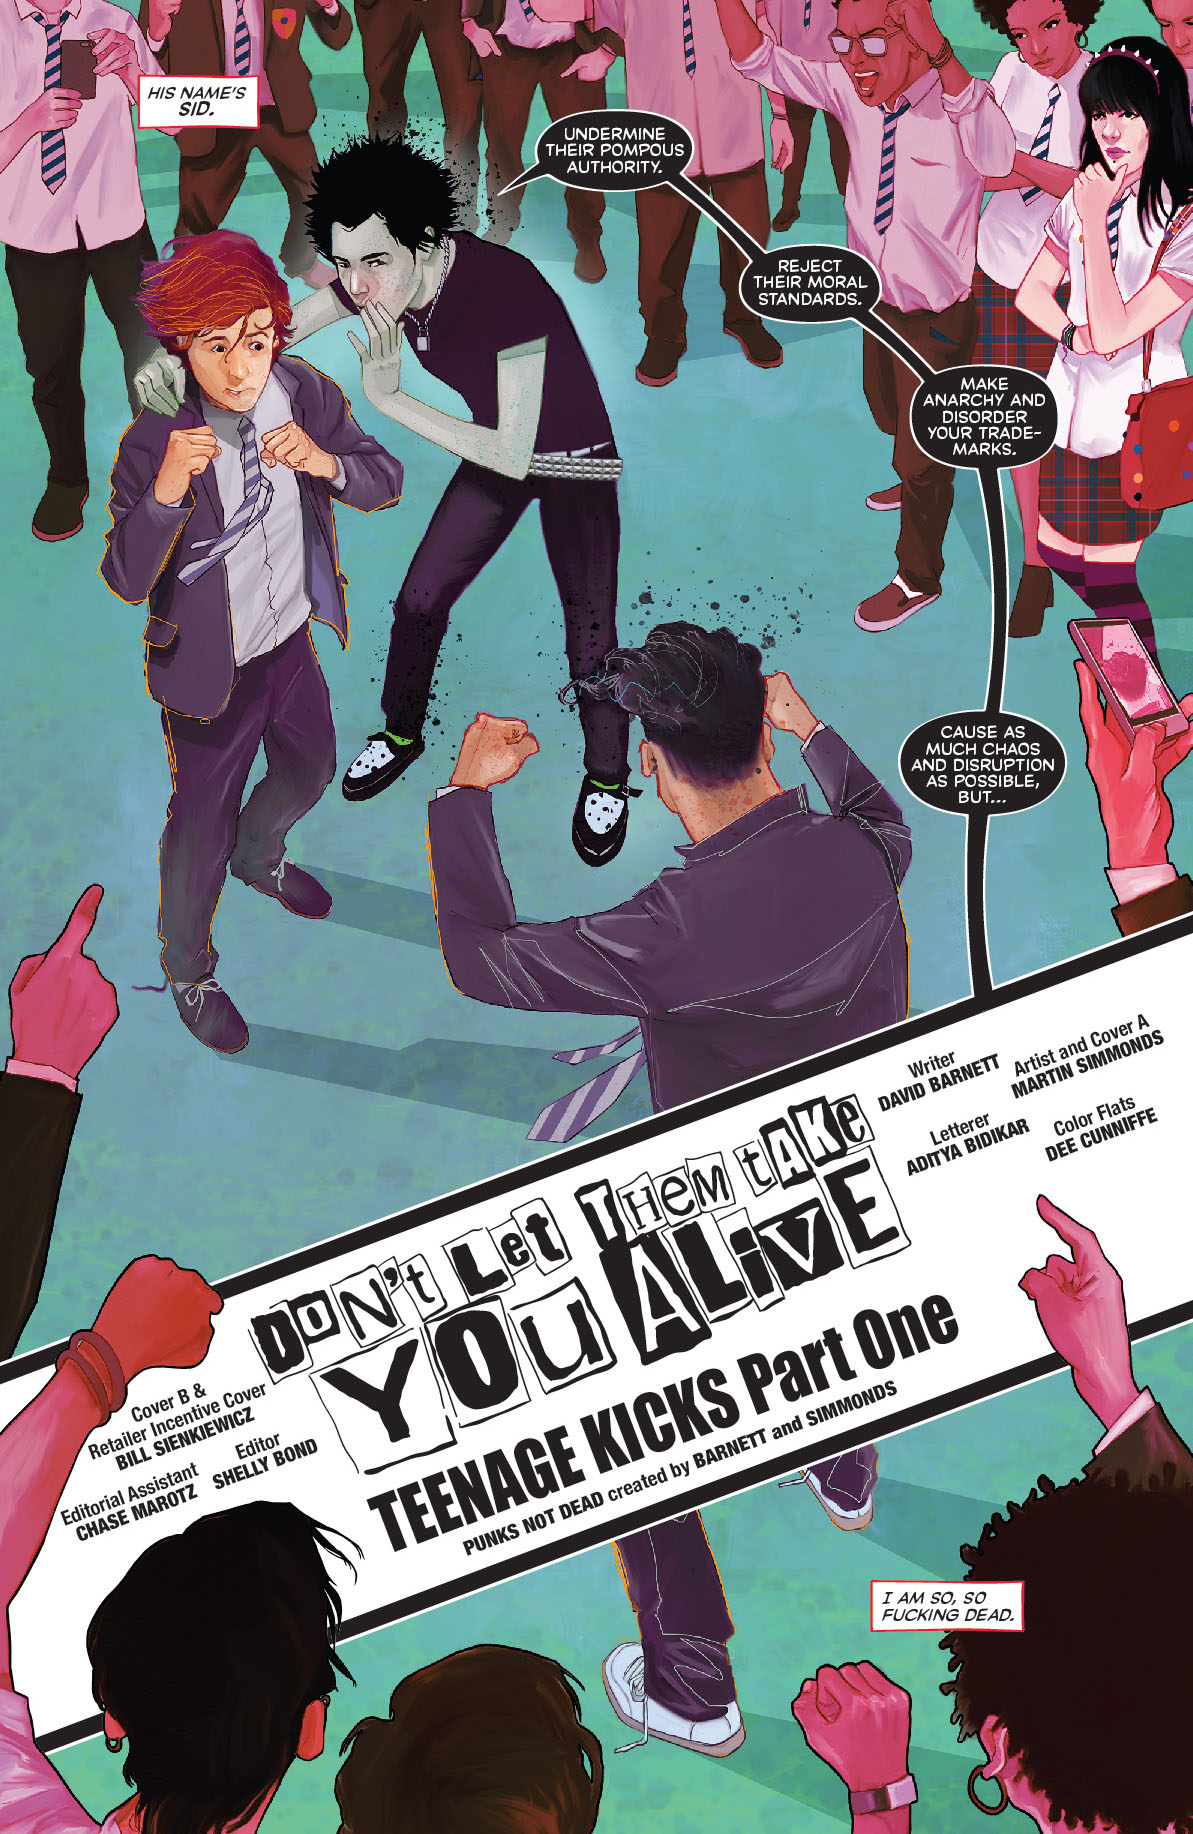 HIS NAME'S
SID.
UNDERMINE
THEIR POMPOUS
AUTHORITY.
REJECT
THEIR MORAL
STANDARDS.
MAKE
ANARCHY AND
DISORDER
YOUR TRADE-
MARKS.
CAUSE AS
MUCH CHAOS
AND DISRUPTION
AS POSSIBLE,
BUT...
DON't Let THeM tAKe
YOu ALivE
TEENAGE KICKS Part One
PUNKS NOT DEAD created by BARNETT and SIMMONDS
Writer
DAVID BARNETT
Artist and Cover A
MARTIN SIMMONDS
Letterer
ADITYA BIDIKAR
Color Flats
DEE CUNNIFFE
Cover B &
Retailer Incentive Cover
BILL SIENKIEWICZ
Editorial Assistant
CHASE MAROTZ
Editor
SHELLY BOND
I AM SO, SO
FUCKING DEAD.